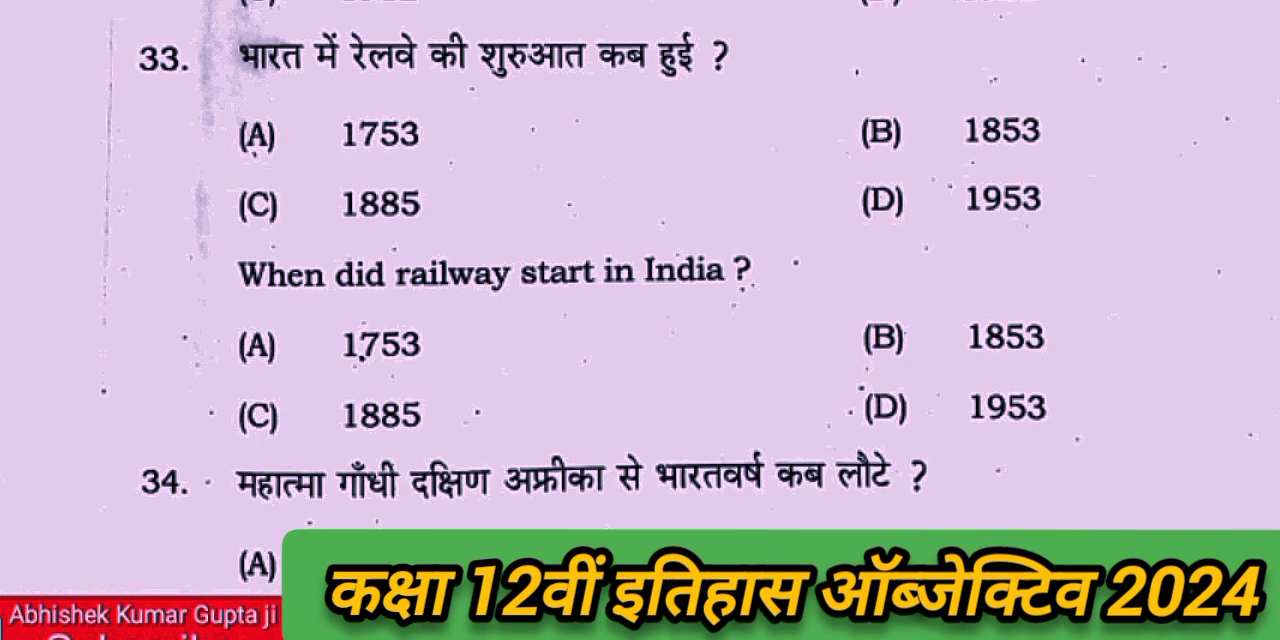 33. भारत में रेलवे की शुरुआत कब हुई ?
(A) 1753 (B) 1853
(C) 1885 (D) 1953
When did railway start in India ?
(A) 1753 (B) 1853
(C) 1885 (D) 1953
34. महात्मा गाँधी दक्षिण अफ्रीका से भारतवर्ष कब लौटे ?
(A)
कक्षा 12वीं इतिहास ऑब्जेक्टिव 2024
Abhishek Kumar Gupta ji